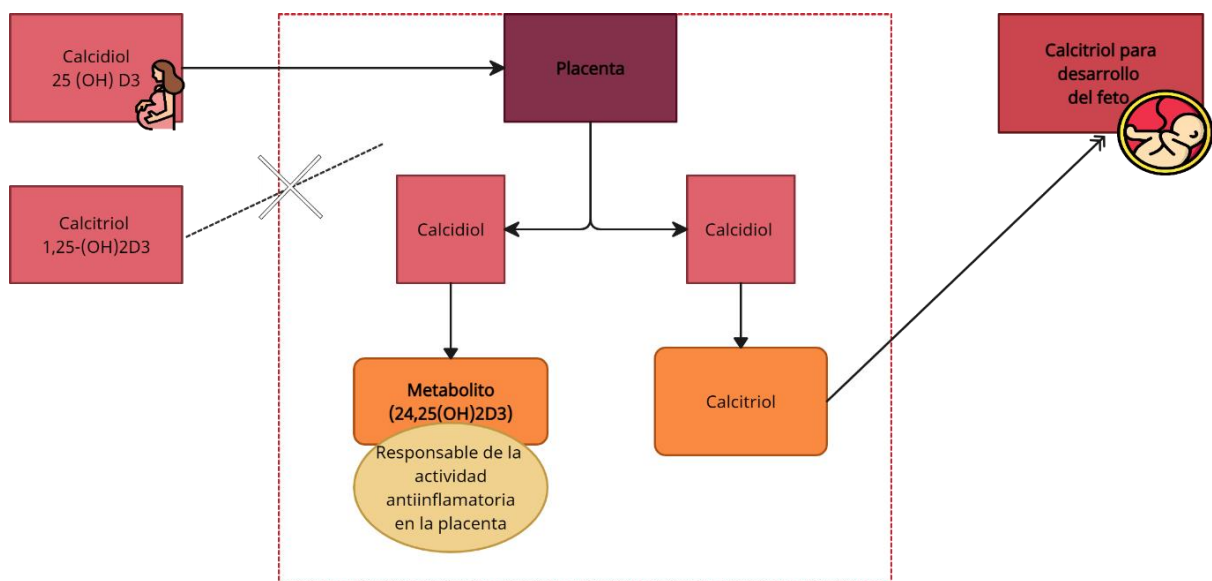 Calcidiol
25 (OH) D3
Placenta
Calcitriol para
desarrollo
del feto
Calcitriol
1,25-(OH)2D3
Calcidiol
Calcidiol
Metabolito
(24,25(OH)2D3)
Calcitriol
Responsable de la
actividad
antiinflamatoria
en la placenta